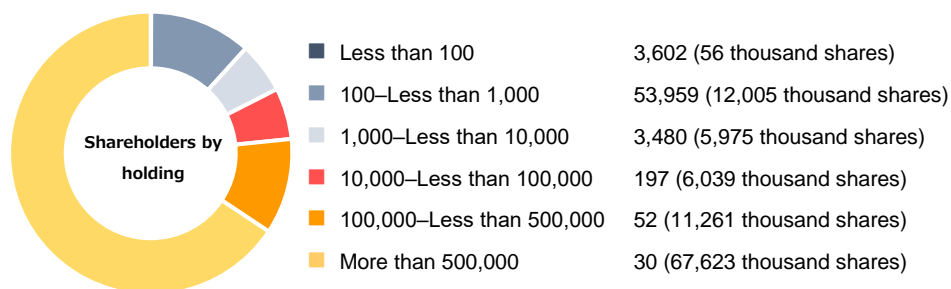 Shareholders by
holding
Less than 100 3,602 (56 thousand shares)
100–Less than 1,000 53,959 (12,005 thousand shares)
1,000–Less than 10,000 3,480 (5,975 thousand shares)
10,000–Less than 100,000 197 (6,039 thousand shares)
100,000–Less than 500,000 52 (11,261 thousand shares)
More than 500,000 30 (67,623 thousand shares)